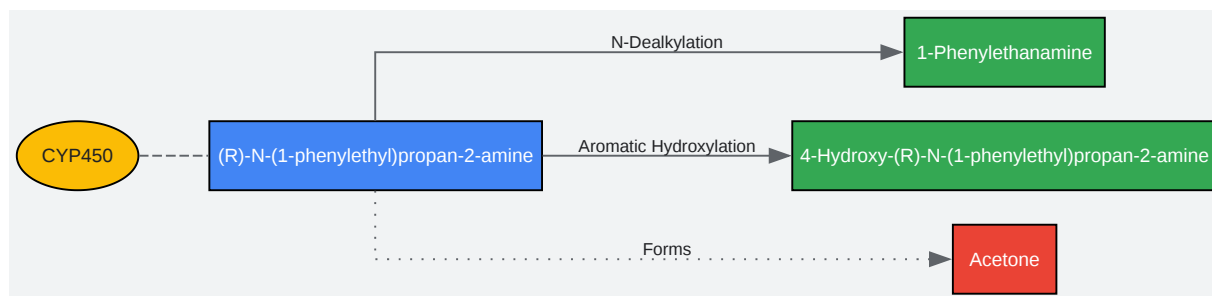 N-Dealkylation
1-Phenylethanamine
CYP450
(R)-N-(1-phenylethyl)propan-2-amine
Aromatic Hydroxylation
4-Hydroxy-(R)-N-(1-phenylethyl)propan-2-amine
Forms
Acetone